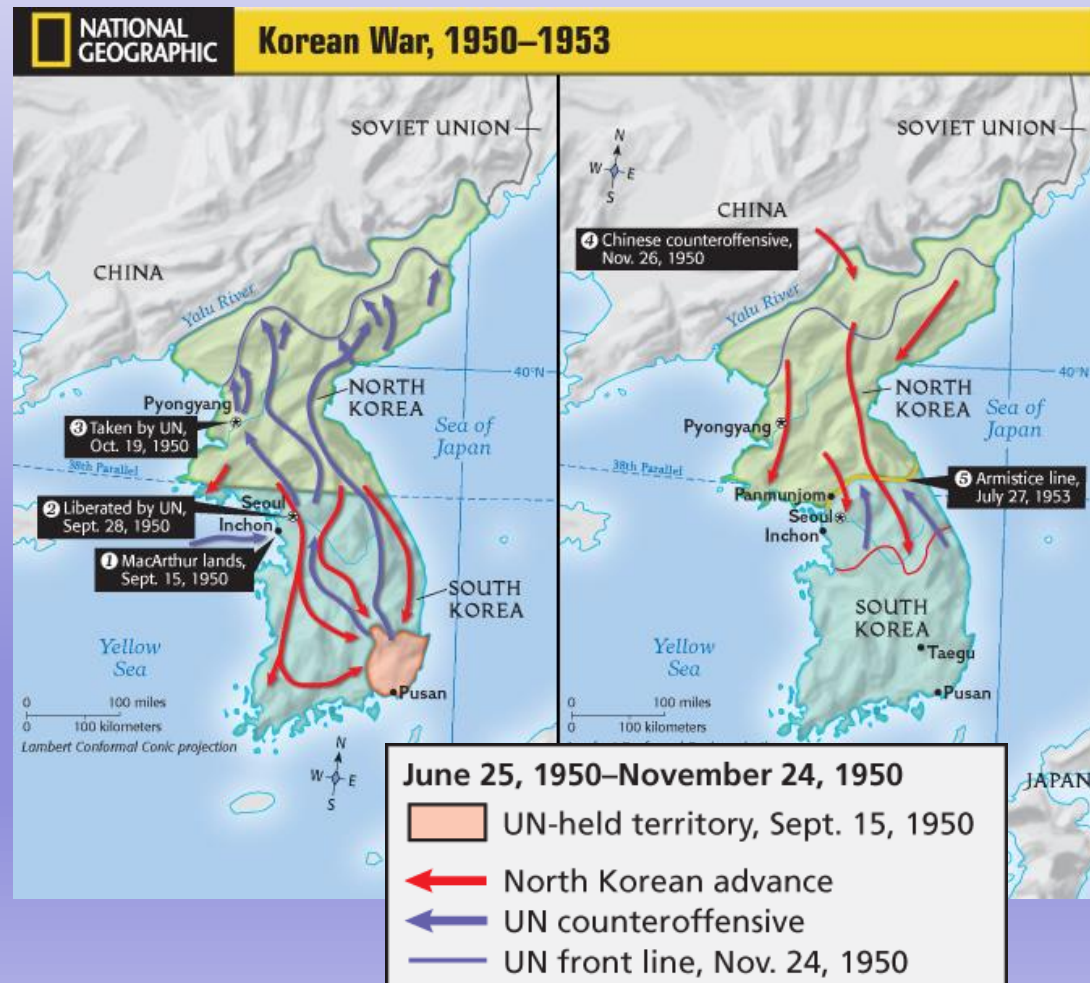 NATIONAL
GEOGRAPHIC
Korean War, 1950–1953
SOVIET UNION
CHINA
Yalu River
40°N
NORTH
KOREA
Pyongyang
3 Taken by UN,
Oct. 19, 1950
Sea of
Japan
38th Parallel
2 Liberated by UN,
Sept. 28, 1950
Seoul
Inchon
1 MacArthur lands,
Sept. 15, 1950
SOUTH
KOREA
Yellow
Sea
Pusan
0 100 miles
0 100 kilometers
Lambert Conformal Conic projection
N
W E
S
SOVIET UNION
N
W E
S
CHINA
4 Chinese counteroffensive,
Nov. 26, 1950
Yalu River
40°N
NORTH
KOREA
Pyongyang
Sea of
Japan
38th Parallel
5 Armistice line,
July 27, 1953
Panmunjom
Seoul
Inchon
SOUTH
KOREA
Taegu
Yellow
Sea
Pusan
0 100 miles
0 100 kilometers
JAPAN
June 25, 1950–November 24, 1950
UN-held territory, Sept. 15, 1950
North Korean advance
UN counteroffensive
UN front line, Nov. 24, 1950